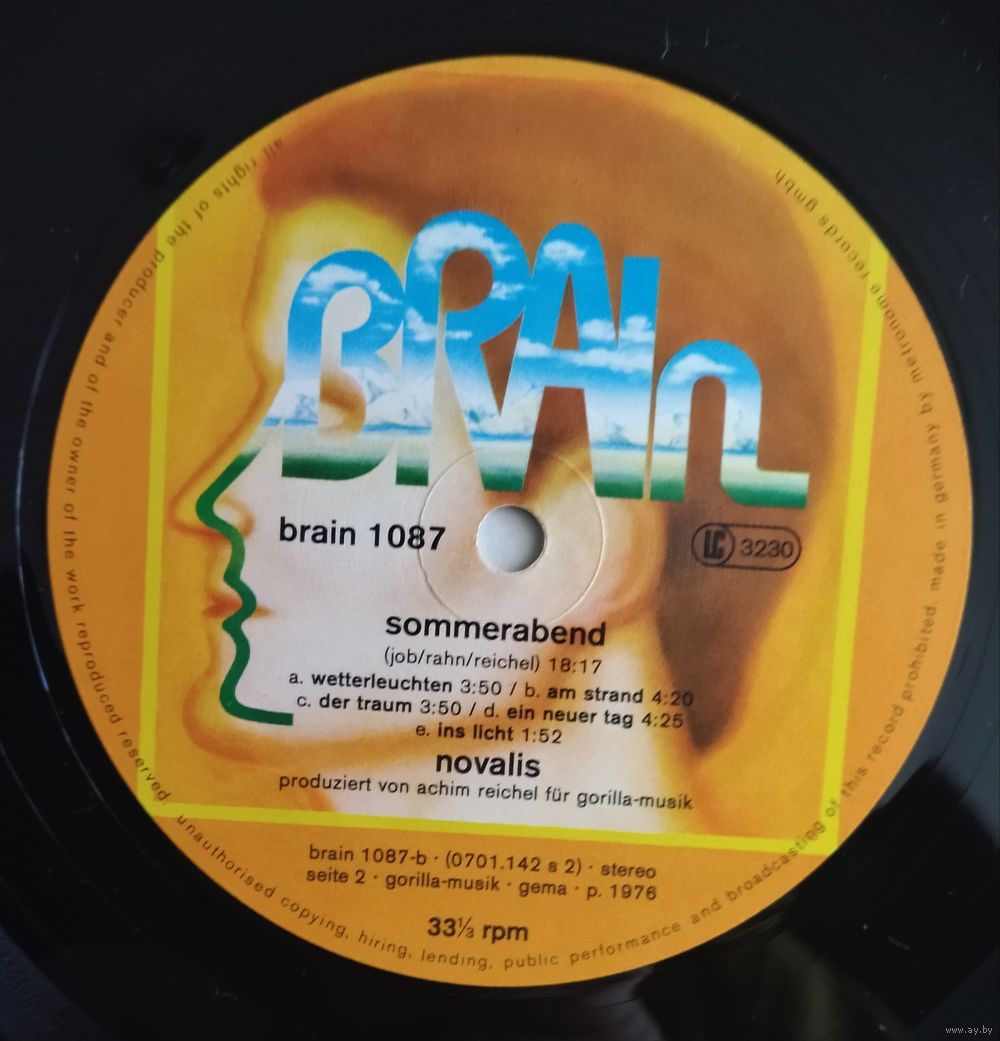 BRAIN
brain 1087
LC 3230
sommerabend
(job/rahn/reichel) 18:17
a. wetterleuchten 3:50 / b. am strand 4:20
c. der traum 3:50 / d. ein neuer tag 4:25
e. ins licht 1:52
novalis
produziert von achim reichel für gorilla-musik
brain 1087-b · (0701.142 s 2) · stereo
seite 2 · gorilla-musik · gema · p. 1976
33⅓ rpm
all rights of the producer and of the owner of the work reproduced reserved. unauthorised copying, hiring, lending, public performance and broadcasting of this record prohibited. made in germany by metronome records gmbh
www.ay.by